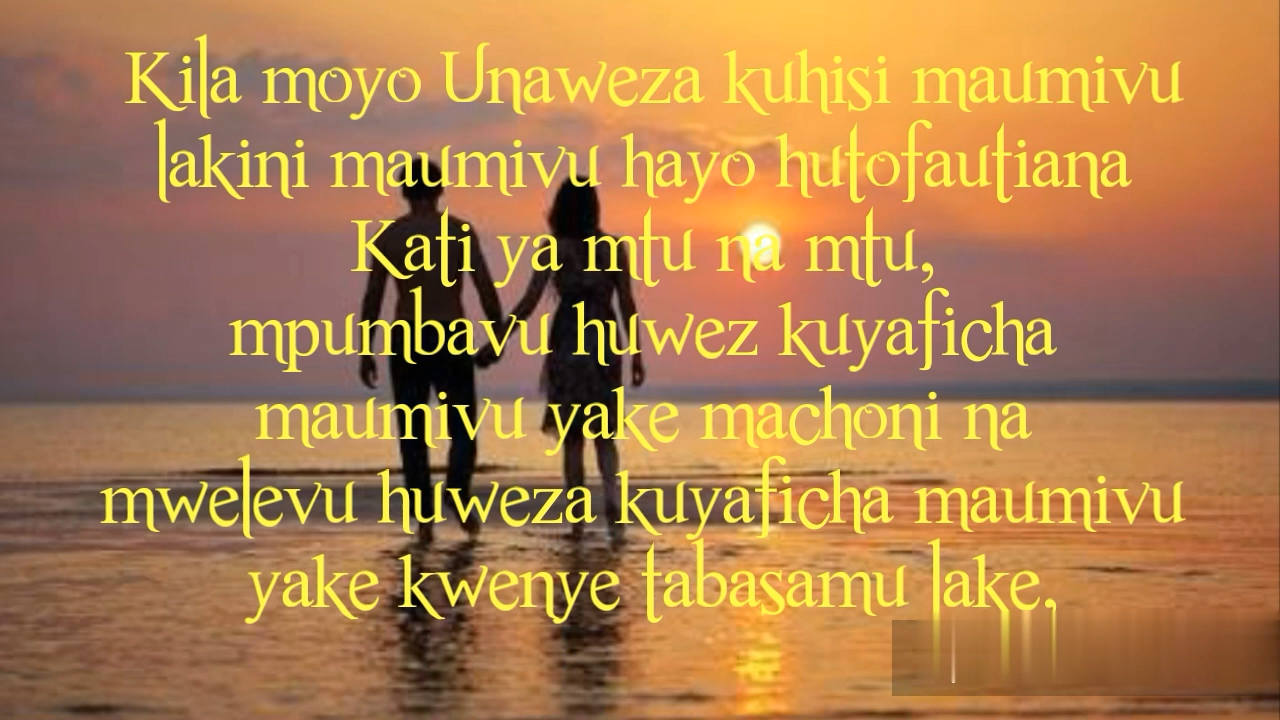 Kila moyo Unaweza kuhisi maumivu
lakini maumivu hayo hutofautiana
Kati ya mtu na mtu,
mpumbavu huwez kuyaficha
maumivu yake machoni na
mwelevu huweza kuyaficha maumivu
yake kwenye tabasamu lake,